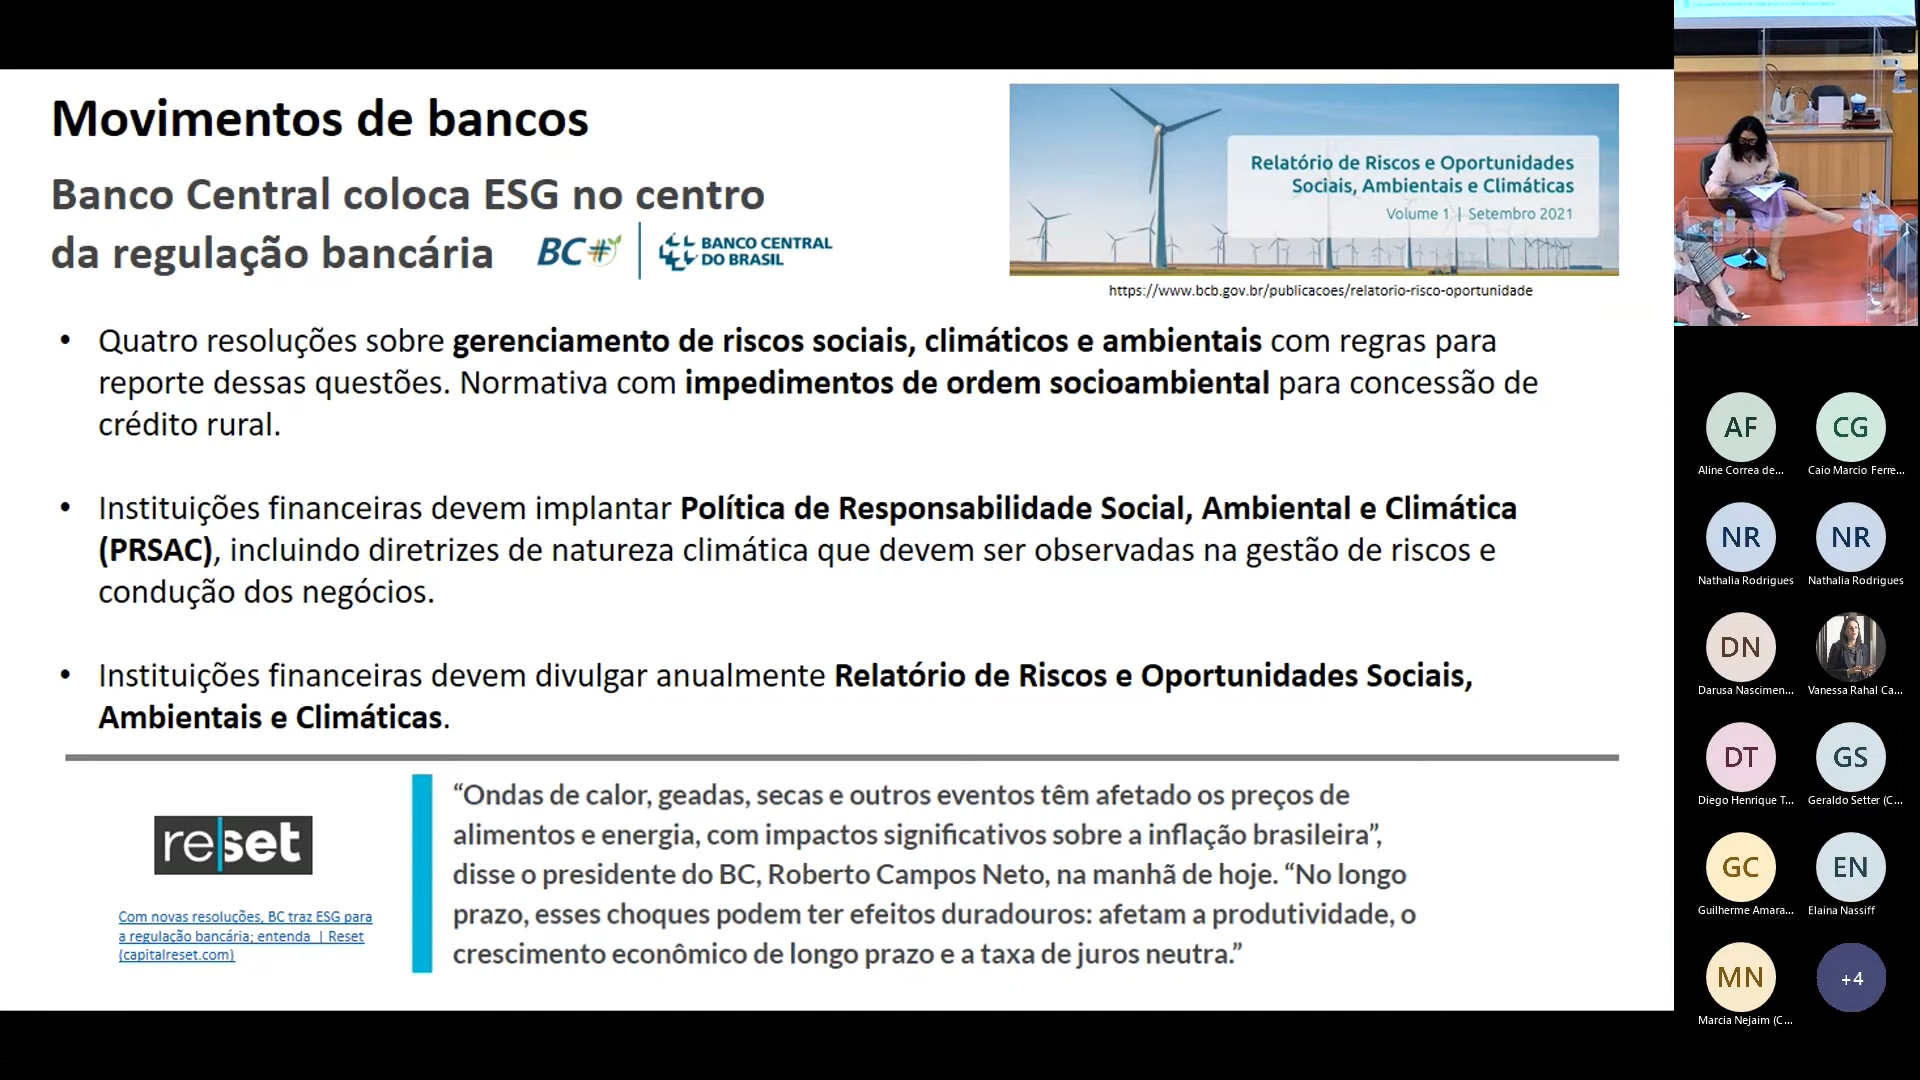 Movimentos de bancos
Banco Central coloca ESG no centro
da regulação bancária
BC#
BANCO CENTRAL
DO BRASIL
Relatório de Riscos e Oportunidades
Sociais, Ambientais e Climáticas
Volume 1 | Setembro 2021
https://www.bcb.gov.br/publicacoes/relatorio-risco-oportunidade
• Quatro resoluções sobre gerenciamento de riscos sociais, climáticos e ambientais com regras para
reporte dessas questões. Normativa com impedimentos de ordem socioambiental para concessão de
crédito rural.
• Instituições financeiras devem implantar Política de Responsabilidade Social, Ambiental e Climática
(PRSAC), incluindo diretrizes de natureza climática que devem ser observadas na gestão de riscos e
condução dos negócios.
• Instituições financeiras devem divulgar anualmente Relatório de Riscos e Oportunidades Sociais,
Ambientais e Climáticas.
re|set
Com novas resoluções, BC traz ESG para
a regulação bancária; entenda | Reset
(capitalreset.com)
“Ondas de calor, geadas, secas e outros eventos têm afetado os preços de
alimentos e energia, com impactos significativos sobre a inflação brasileira”,
disse o presidente do BC, Roberto Campos Neto, na manhã de hoje. “No longo
prazo, esses choques podem ter efeitos duradouros: afetam a produtividade, o
crescimento econômico de longo prazo e a taxa de juros neutra.”
AF
CG
Aline Correa de...
Caio Marcio Ferre...
NR
NR
Nathalia Rodrigues
Nathalia Rodrigues
DN
Darusa Nascimen...
Vanessa Rahal Ca...
DT
GS
Diego Henrique T...
Geraldo Setter (C...
GC
EN
Guilherme Amara...
Elaina Nassiff
MN
+4
Marcia Nejaim (C...